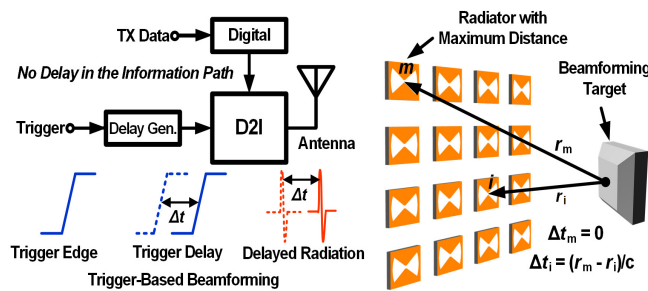 TX Data
Digital
No Delay in the Information Path
Trigger
Delay Gen.
D2I
Antenna
Δt
Δt
Trigger Edge
Trigger Delay
Delayed Radiation
Trigger-Based Beamforming
Radiator with
Maximum Distance
Beamforming
Target
m
rm
i
ri
Δtm = 0
Δti = (rm - ri)/c